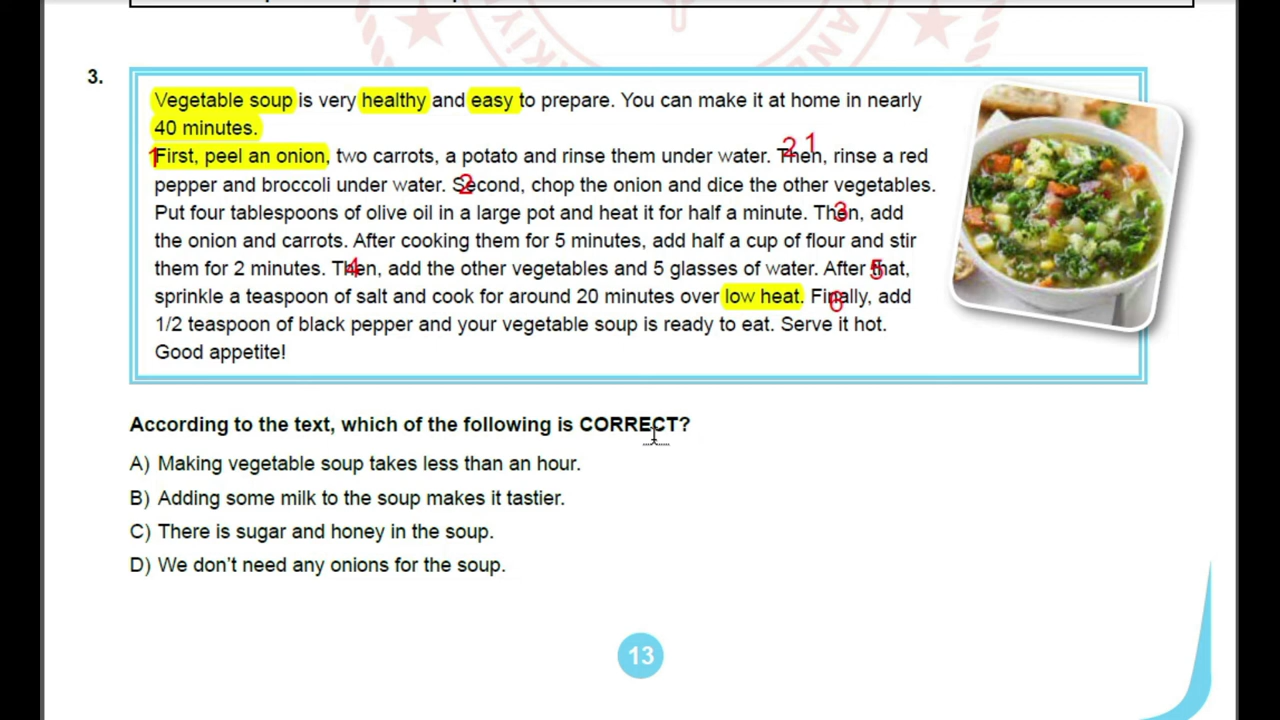 3.
Vegetable soup is very healthy and easy to prepare. You can make it at home in nearly
40 minutes.
1 First, peel an onion, two carrots, a potato and rinse them under water. 2 1 Then, rinse a red
pepper and broccoli under water. 2 Second, chop the onion and dice the other vegetables.
Put four tablespoons of olive oil in a large pot and heat it for half a minute. 3 Then, add
the onion and carrots. After cooking them for 5 minutes, add half a cup of flour and stir
them for 2 minutes. 4 Then, add the other vegetables and 5 glasses of water. After 5 that,
sprinkle a teaspoon of salt and cook for around 20 minutes over low heat. 6 Finally, add
1/2 teaspoon of black pepper and your vegetable soup is ready to eat. Serve it hot.
Good appetite!
According to the text, which of the following is CORRECT?
A) Making vegetable soup takes less than an hour.
B) Adding some milk to the soup makes it tastier.
C) There is sugar and honey in the soup.
D) We don't need any onions for the soup.
13